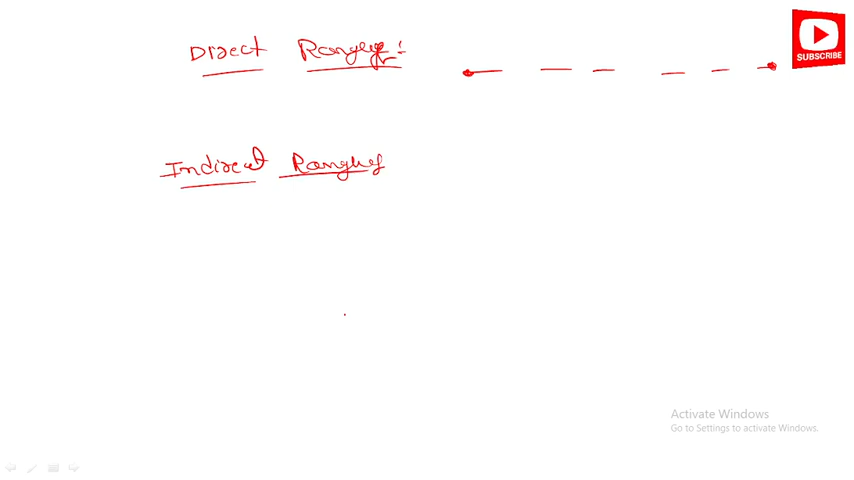 Direct Ranging :
SUBSCRIBE
Indirect Ranging
Activate Windows
Go to Settings to activate Windows.